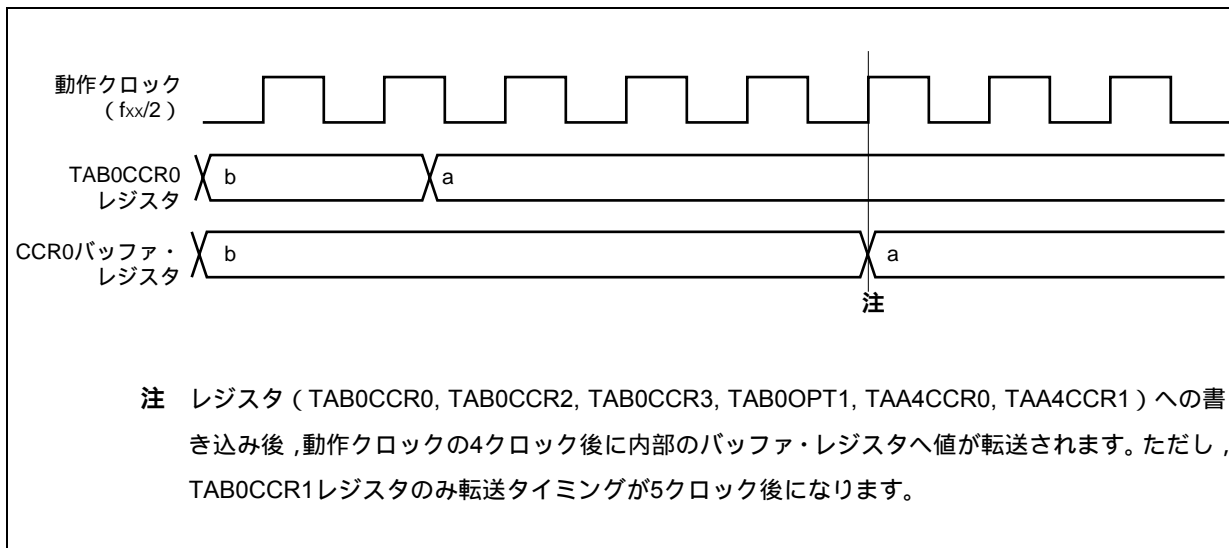 動作クロック
（fxx/2）
TAB0CCR0
レジスタ
b
a
CCR0バッファ・
レジスタ
b
a
注
注 レジスタ（TAB0CCR0, TAB0CCR2, TAB0CCR3, TAB0OPT1, TAA4CCR0, TAA4CCR1）への書
き込み後，動作クロックの4クロック後に内部のバッファ・レジスタへ値が転送されます。ただし，
TAB0CCR1レジスタのみ転送タイミングが5クロック後になります。